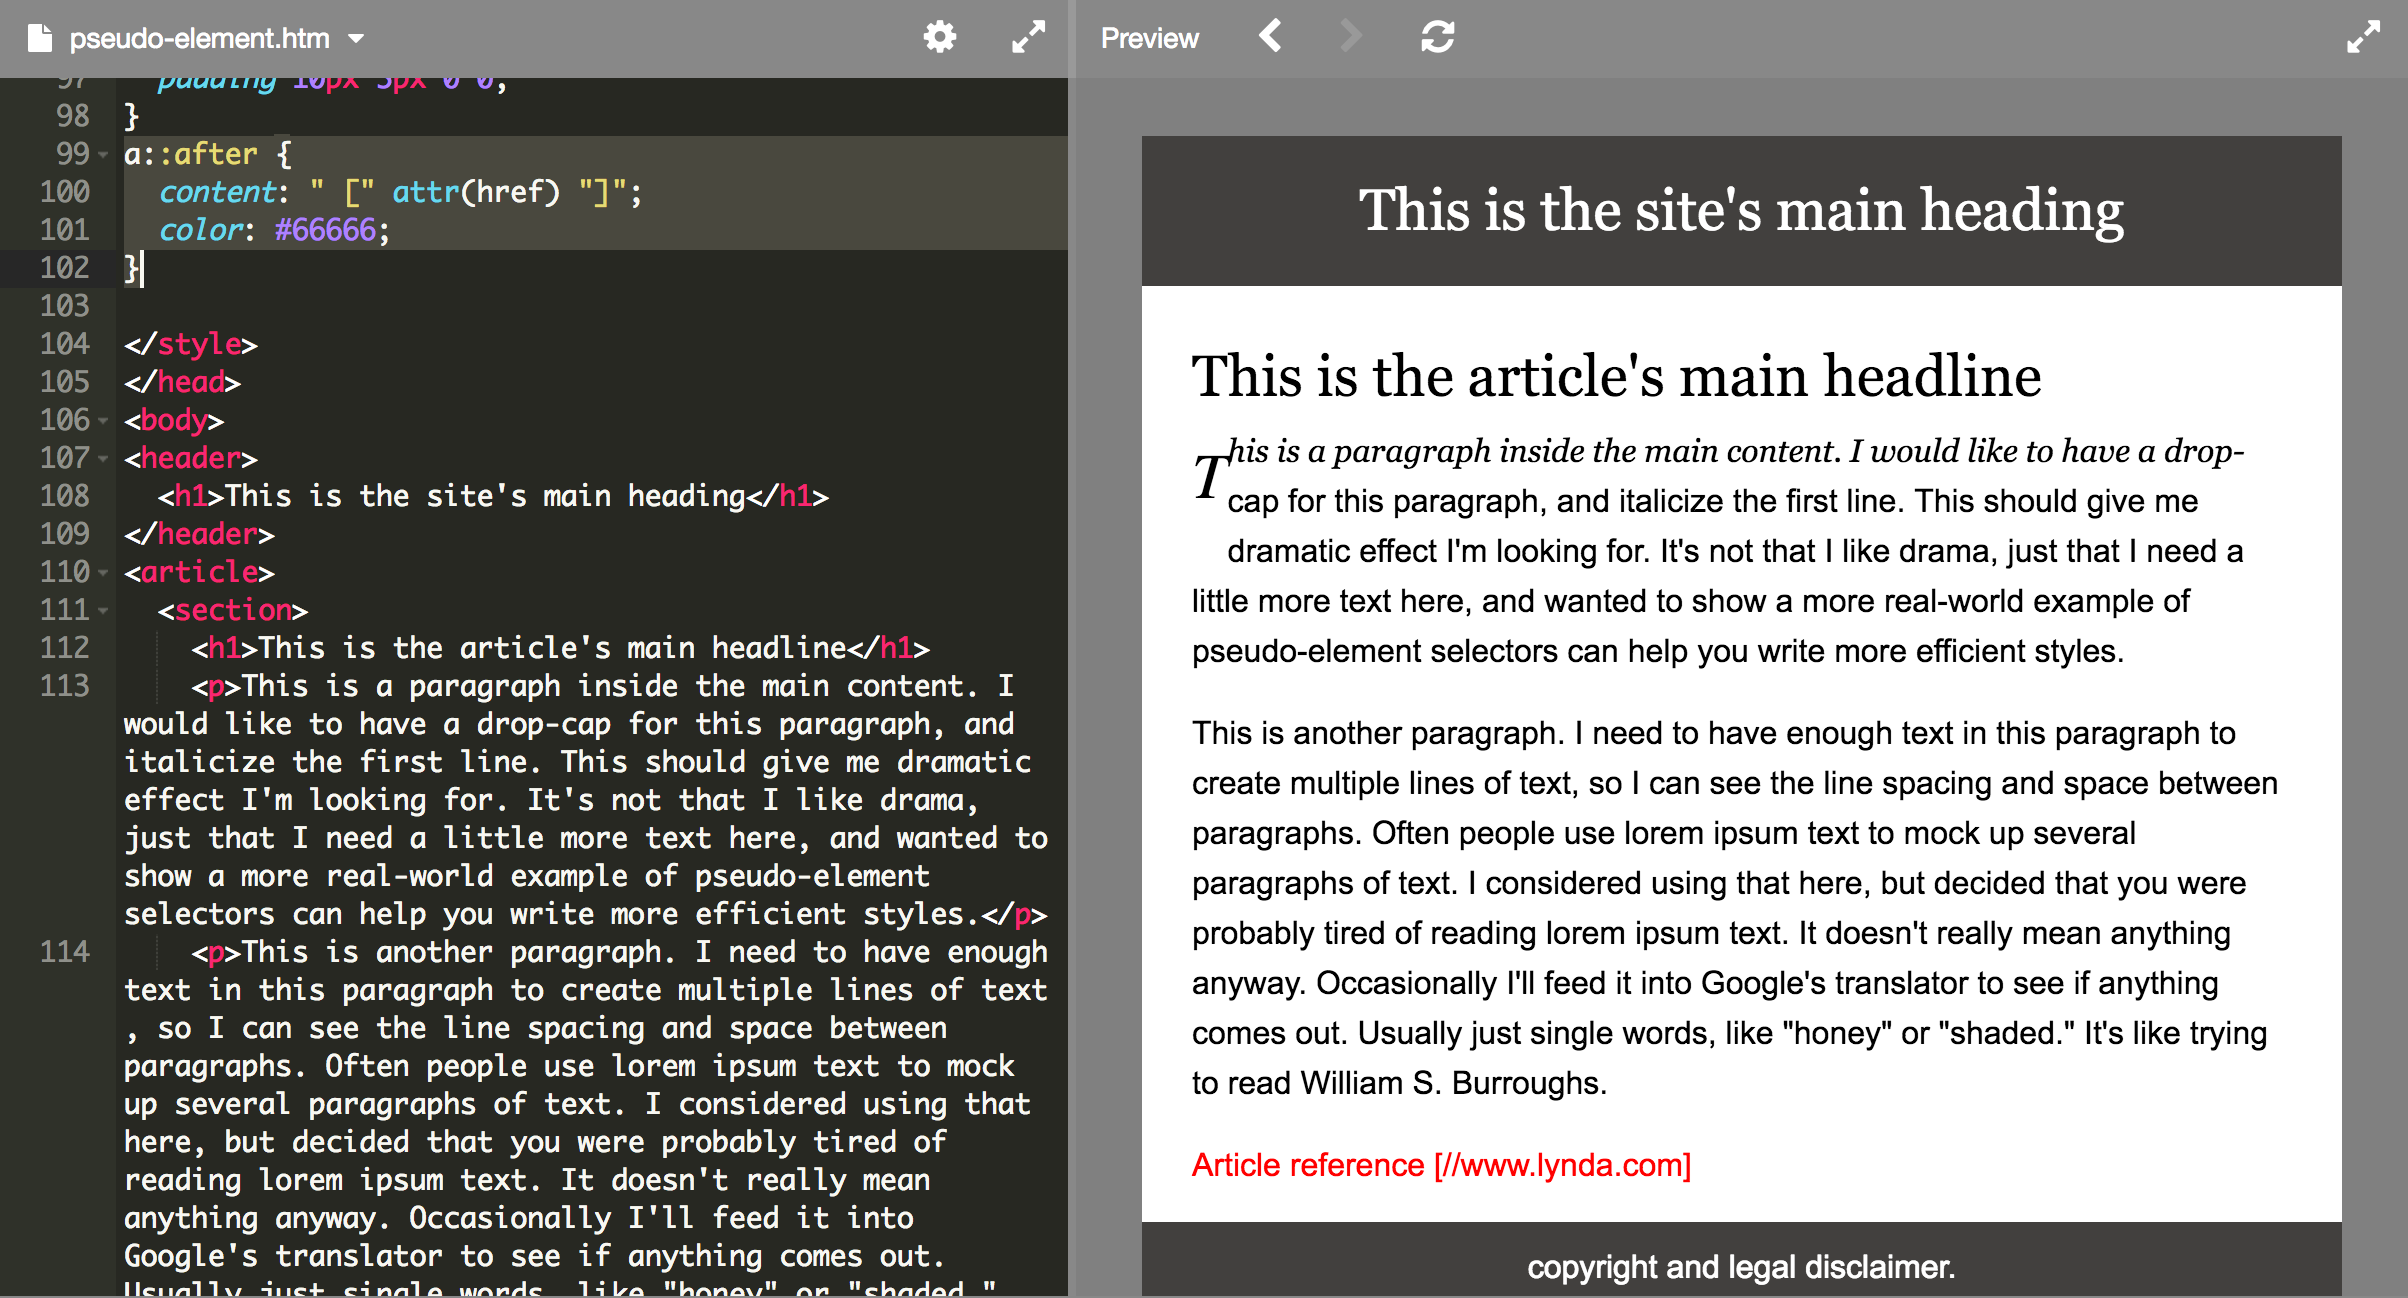 pseudo-element.htm
97 padding 10px 5px 0 0;
98 }
99 a::after {
100 content: " [" attr(href) "]";
101 color: #66666;
102 }
103
104 </style>
105 </head>
106 <body>
107 <header>
108 <h1>This is the site's main heading</h1>
109 </header>
110 <article>
111 <section>
112 <h1>This is the article's main headline</h1>
113 <p>This is a paragraph inside the main content. I
would like to have a drop-cap for this paragraph, and
italicize the first line. This should give me dramatic
effect I'm looking for. It's not that I like drama,
just that I need a little more text here, and wanted to
show a more real-world example of pseudo-element
selectors can help you write more efficient styles.</p>
114 <p>This is another paragraph. I need to have enough
text in this paragraph to create multiple lines of text
, so I can see the line spacing and space between
paragraphs. Often people use lorem ipsum text to mock
up several paragraphs of text. I considered using that
here, but decided that you were probably tired of
reading lorem ipsum text. It doesn't really mean
anything anyway. Occasionally I'll feed it into
Google's translator to see if anything comes out.
Usually just single words, like "honey" or "shaded."
Preview
This is the site's main heading
This is the article's main headline
This is a paragraph inside the main content. I would like to have a drop-
cap for this paragraph, and italicize the first line. This should give me
dramatic effect I'm looking for. It's not that I like drama, just that I need a
little more text here, and wanted to show a more real-world example of
pseudo-element selectors can help you write more efficient styles.
This is another paragraph. I need to have enough text in this paragraph to
create multiple lines of text, so I can see the line spacing and space between
paragraphs. Often people use lorem ipsum text to mock up several
paragraphs of text. I considered using that here, but decided that you were
probably tired of reading lorem ipsum text. It doesn't really mean anything
anyway. Occasionally I'll feed it into Google's translator to see if anything
comes out. Usually just single words, like "honey" or "shaded." It's like trying
to read William S. Burroughs.
Article reference [//www.lynda.com]
copyright and legal disclaimer.